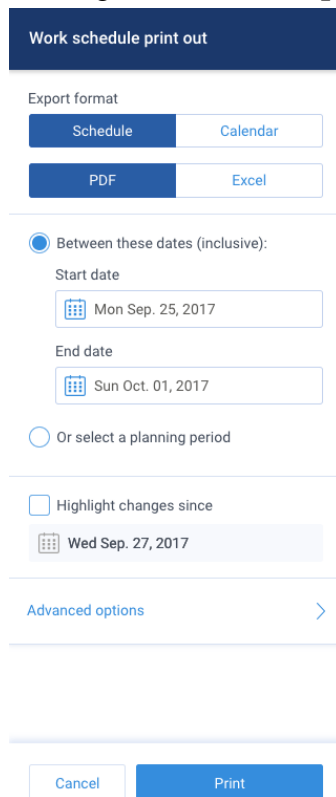 Work schedule print out
Export format
Schedule Calendar
PDF Excel
Between these dates (inclusive):
Start date
Mon Sep. 25, 2017
End date
Sun Oct. 01, 2017
Or select a planning period
Highlight changes since
Wed Sep. 27, 2017
Advanced options
Cancel Print